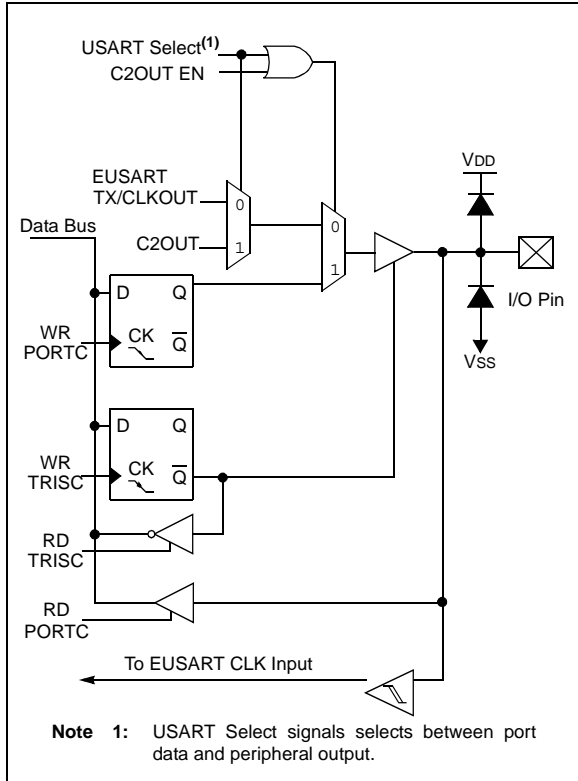 USART Select(1)
C2OUT EN
EUSART
TX/CLKOUT
0
VDD
Data Bus
C2OUT
1
0
1
I/O Pin
D Q
WR
PORTC
CK Q
VSS
D Q
WR
TRISC
CK Q
RD
TRISC
RD
PORTC
To EUSART CLK Input
Note 1: USART Select signals selects between port
data and peripheral output.